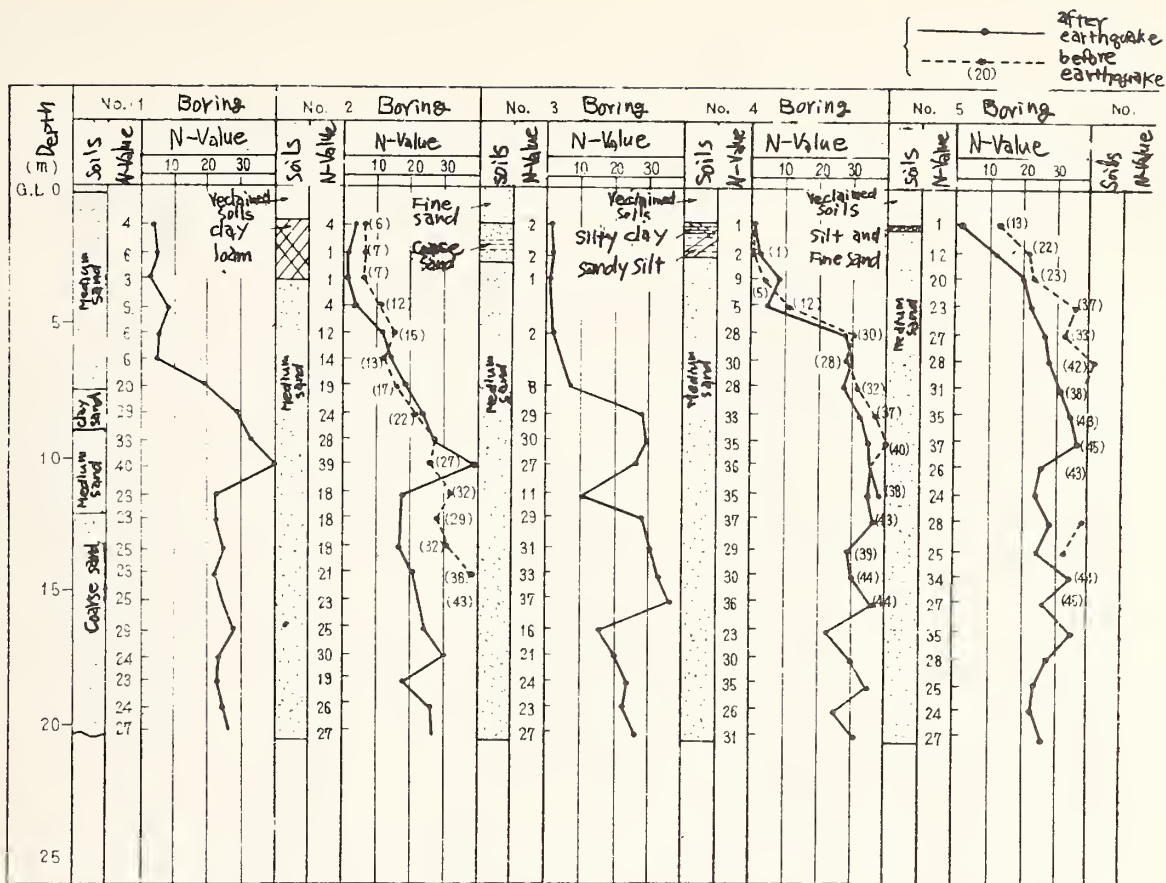 after
earthquake
before
(20) earthquake
Depth
(m)
No. 1 Boring
No. 2 Boring
No. 3 Boring
No. 4 Boring
No. 5 Boring
No.
Soils
N-Value
N-Value
10 20 30
Soils
N-Value
N-Value
10 20 30
Soils
N-Value
N-Value
10 20 30
Soils
N-Value
N-Value
10 20 30
Soils
N-Value
N-Value
10 20 30
Soils
N-Value
G.L 0
5
10
15
20
25
Medium sand
clay sand
Medium sand
Coarse sand
4
6
3
9
6
6
20
29
33
40
23
23
25
23
25
29
24
23
24
27
soils
clay
loam
Medium sand
4
1
1
4
12
14
19
24
28
39
18
18
18
21
23
25
30
19
26
27
(6)
(7)
(7)
(12)
(15)
(13)
(17)
(22)
(27)
(32)
(29)
(32)
(38)
(43)
Fine
sand
sand
Medium sand
2
2
1
2
8
29
30
27
11
29
31
33
37
16
21
24
23
27
soils
Silty clay
Sandy silt
Medium sand
1
2
9
5
28
30
28
33
35
36
35
37
29
30
36
23
30
35
26
31
(1)
(5)
(12)
(30)
(28)
(32)
(37)
(40)
(38)
(43)
(39)
(44)
(44)
soils
Silt and
Fine sand
Medium sand
1
12
20
23
27
28
31
35
37
26
24
28
25
34
27
35
28
25
24
27
(13)
(22)
(23)
(37)
(33)
(42)
(38)
(45)
(43)